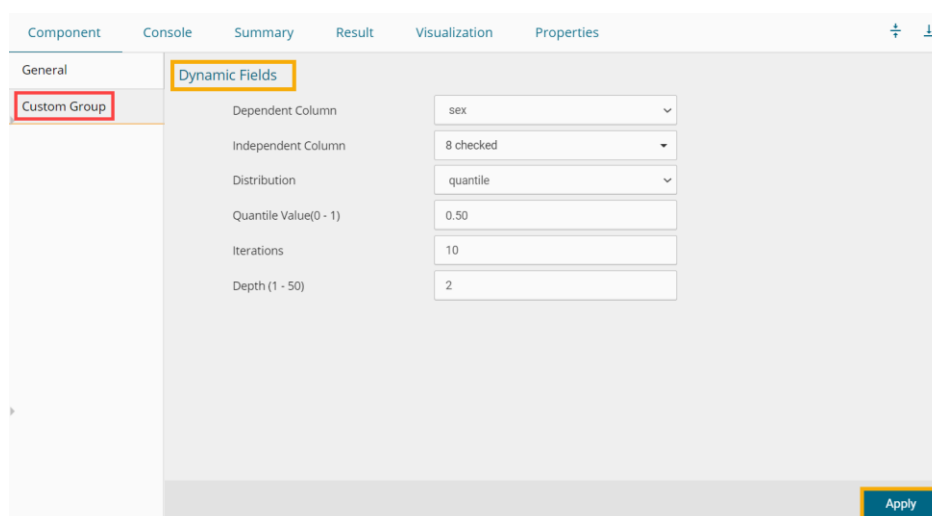 Component Console Summary Result Visualization Properties
General
Custom Group
Dynamic Fields
Dependent Column sex
Independent Column 8 checked
Distribution quantile
Quantile Value(0 - 1) 0.50
Iterations 10
Depth (1 - 50) 2
Apply